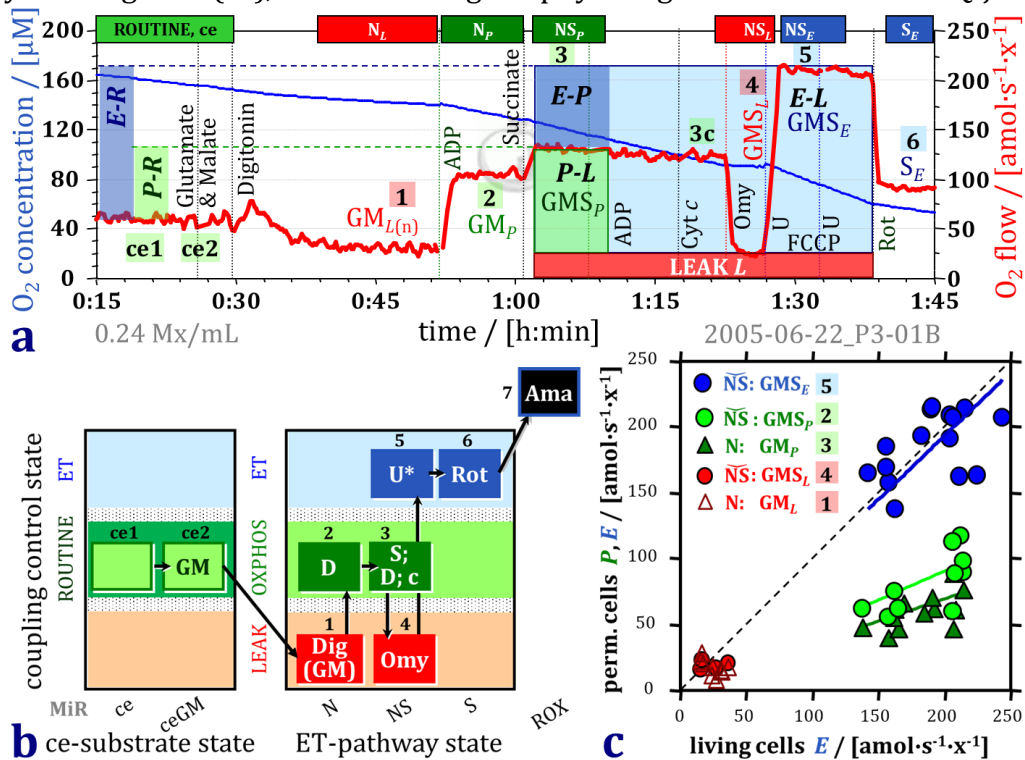 ROUTINE, ce N_L N_P NS_P NS_L NS_E S_E
O₂ concentration / [µM]
200
160
120
80
40
0
E-R
P-R
ce1
ce2
Glutamate
& Malate
Digitonin
1
GM_L(n)
ADP
2
GM_P
Succinate
3
E-P
P-L
GMS_P
ADP
Cyt c
3c
Omy
4
GMS_L
U
5
E-L
GMS_E
FCCP
U
Rot
6
S_E
LEAK L
250
200
150
100
50
0
O₂ flow / [amol·s⁻¹·x⁻¹]
0:15 0:30 0:45 1:00 1:15 1:30 1:45
a 0.24 Mx/mL time / [h:min] 2005-06-22_P3-01B
coupling control state
ET
ROUTINE
ce1 ce2
GM
ET
OXPHOS
LEAK
7 Ama
5 6
U* Rot
2 3
D S;
D; c
1 4
Dig
(GM)
Omy
MiR ce ceGM N NS S ROX
b ce-substrate state ET-pathway state
perm. cells P, E / [amol·s⁻¹·x⁻¹]
250
200
150
100
50
0
N͝S: GMS_E 5
N͝S: GMS_P 2
N: GM_P 3
N͝S: GMS_L 4
N: GM_L 1
0 50 100 150 200 250
c living cells E / [amol·s⁻¹·x⁻¹]